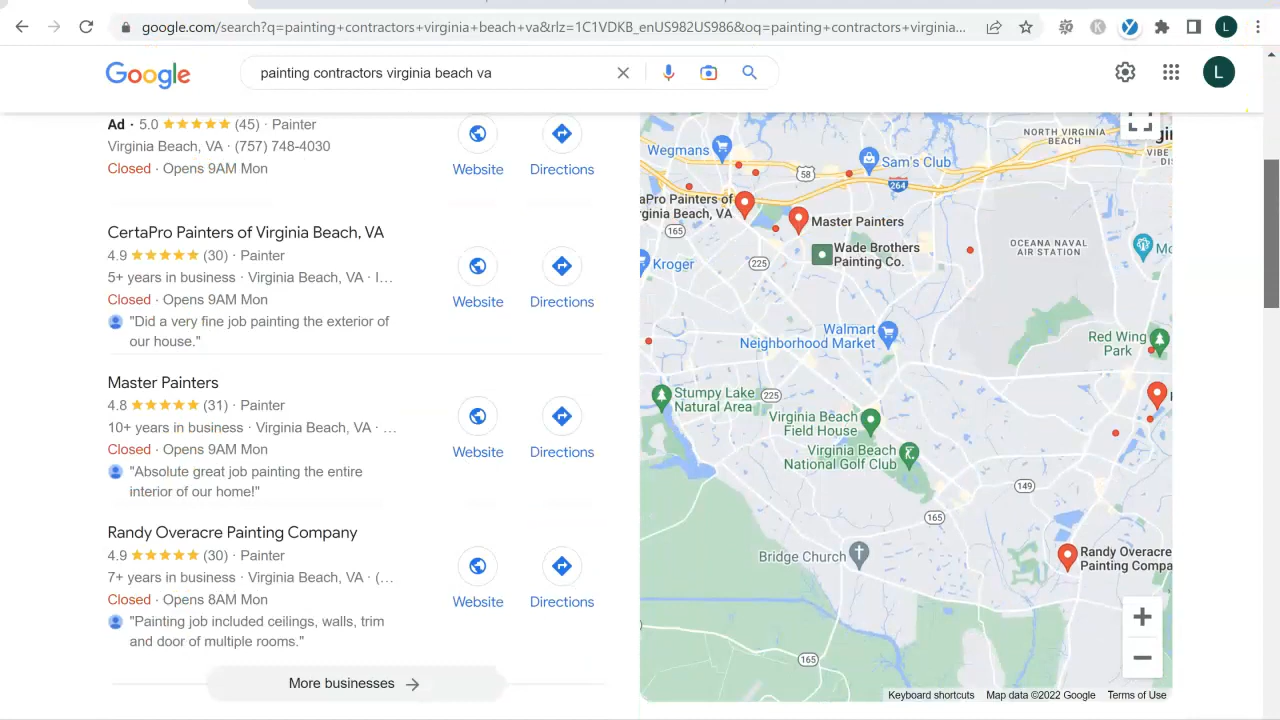 google.com/search?q=painting+contractors+virginia+beach+va&rlz=1C1VDKB_enUS982US986&oq=painting+contractors+virginia...
K
L
Google
painting contractors virginia beach va
L
Ad · 5.0 (45) · Painter
Virginia Beach, VA · (757) 748-4030
Closed · Opens 9AM Mon
Website
Directions
CertaPro Painters of Virginia Beach, VA
4.9 (30) · Painter
5+ years in business · Virginia Beach, VA · I...
Closed · Opens 9AM Mon
"Did a very fine job painting the exterior of
our house."
Website
Directions
Master Painters
4.8 (31) · Painter
10+ years in business · Virginia Beach, VA · ...
Closed · Opens 9AM Mon
"Absolute great job painting the entire
interior of our home!"
Website
Directions
Randy Overacre Painting Company
4.9 (30) · Painter
7+ years in business · Virginia Beach, VA · (...
Closed · Opens 8AM Mon
"Painting job included ceilings, walls, trim
and door of multiple rooms."
Website
Directions
More businesses
NORTH VIRGINIA
BEACH
VIBE
Wegmans
Sam's Club
58
264
aPro Painters of
rginia Beach, VA
Master Painters
165
Wade Brothers
Painting Co.
OCEANA NAVAL
AIR STATION
225
Kroger
Walmart
Neighborhood Market
Red Wing
Park
Stumpy Lake
Natural Area
225
Virginia Beach
Field House
Virginia Beach
National Golf Club
149
165
Bridge Church
Randy Overacre
Painting Compa
165
Keyboard shortcuts
Map data ©2022 Google
Terms of Use